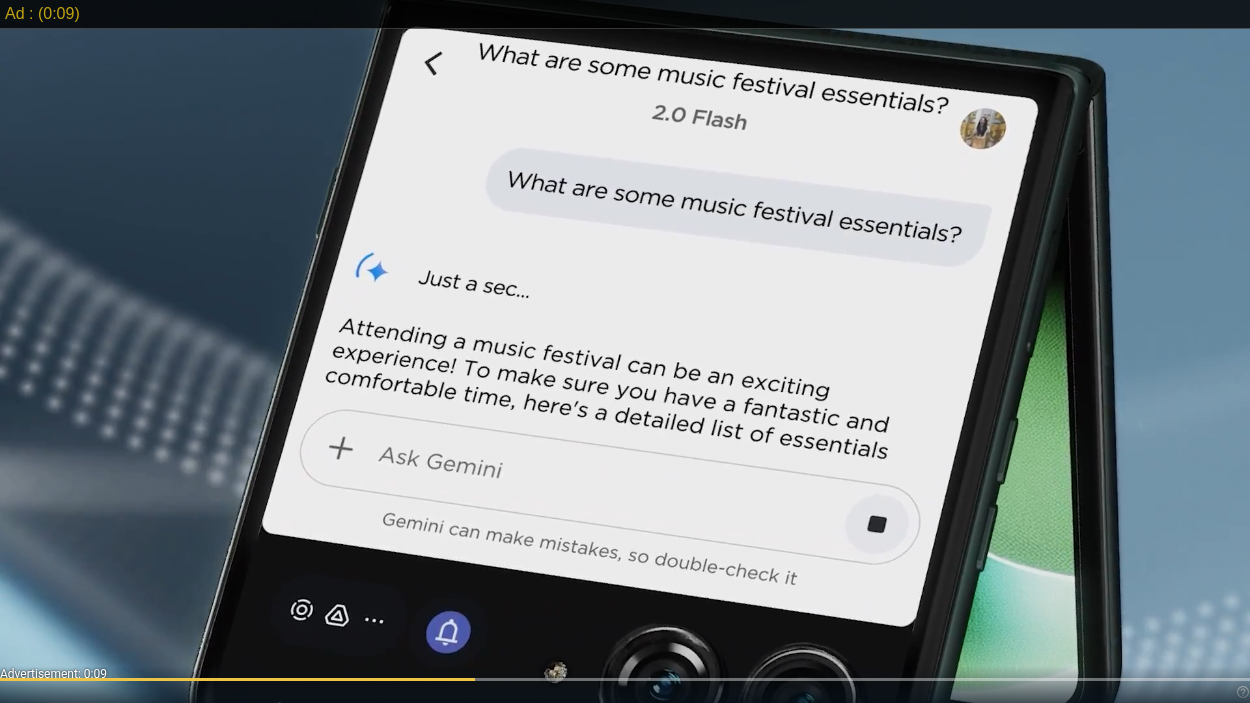 Ad : (0:09)
What are some music festival essentials?
2.0 Flash
What are some music festival essentials?
Just a sec...
Attending a music festival can be an exciting
experience! To make sure you have a fantastic and
comfortable time, here's a detailed list of essentials
Ask Gemini
Gemini can make mistakes, so double-check it
Advertisement: 0:09